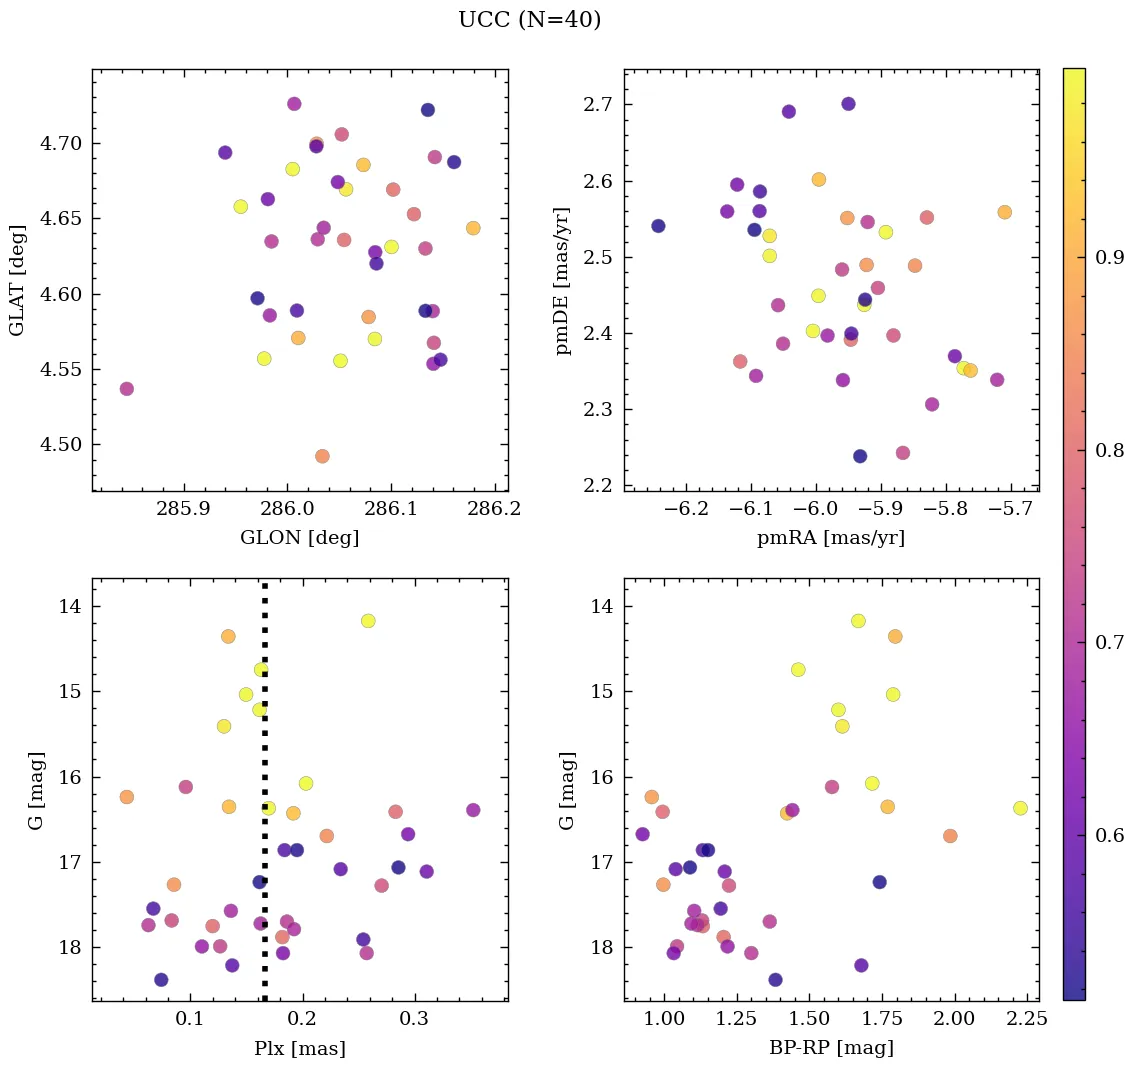 UCC (N=40)
4.70
4.65
4.60
4.55
4.50
GLAT [deg]
285.9 286.0 286.1 286.2
GLON [deg]
2.7
2.6
2.5
2.4
2.3
2.2
pmDE [mas/yr]
−6.2 −6.1 −6.0 −5.9 −5.8 −5.7
pmRA [mas/yr]
14
15
16
17
18
G [mag]
0.1 0.2 0.3
Plx [mas]
14
15
16
17
18
G [mag]
1.00 1.25 1.50 1.75 2.00 2.25
BP-RP [mag]
0.9
0.8
0.7
0.6